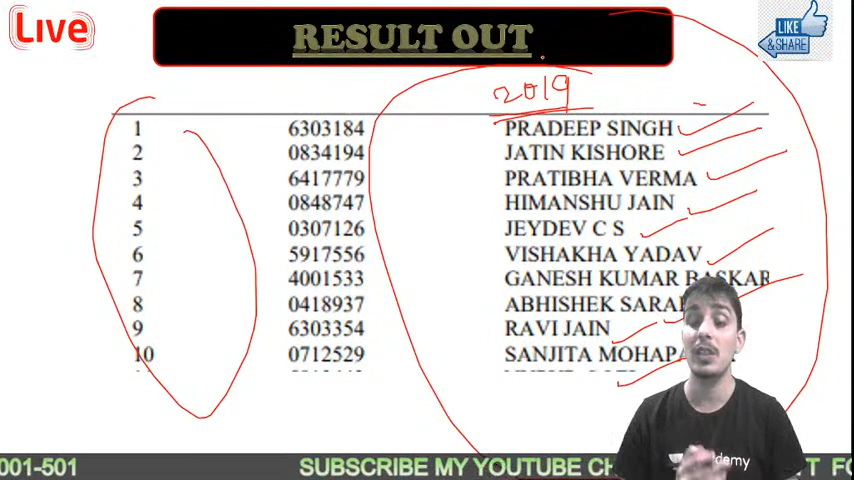 Live
RESULT OUT
LIKE
& SHARE
2019
1 6303184 PRADEEP SINGH
2 0834194 JATIN KISHORE
3 6417779 PRATIBHA VERMA
4 0848747 HIMANSHU JAIN
5 0307126 JEYDEV C S
6 5917556 VISHAKHA YADAV
7 4001533 GANESH KUMAR BASKAR
8 0418937 ABHISHEK
9 6303354 RAVI JAIN
10 0712529 SANJITA
001-501 SUBSCRIBE MY YOUTUBE